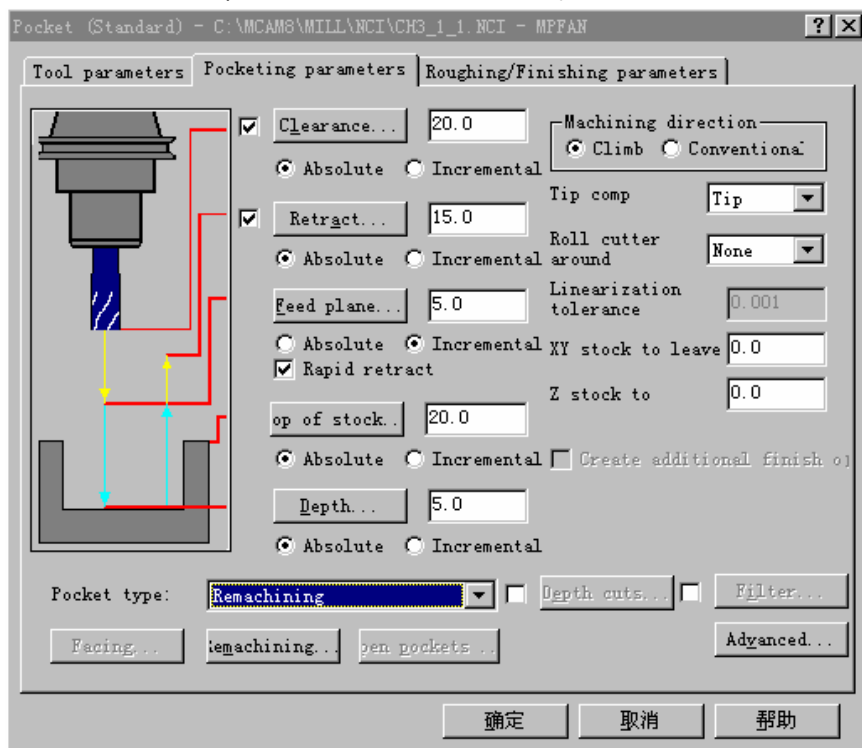 Pocket (Standard) - C:\MCAM8\MILL\NCI\CH3_1_1.NCI - MPFAN
Tool parameters Pocketing parameters Roughing/Finishing parameters
Clearance... 20.0
Absolute Incremental
Retract... 15.0
Absolute Incremental
Feed plane... 5.0
Absolute Incremental
Rapid retract
op of stock.. 20.0
Absolute Incremental
Depth... 5.0
Absolute Incremental
Machining direction
Climb Conventional
Tip comp Tip
Roll cutter around None
Linearization tolerance 0.001
XY stock to leave 0.0
Z stock to 0.0
Create additional finish o
Pocket type: Remachining Depth cuts... Filter...
Facing... emachining... pen pockets .. Advanced...
确定 取消 帮助